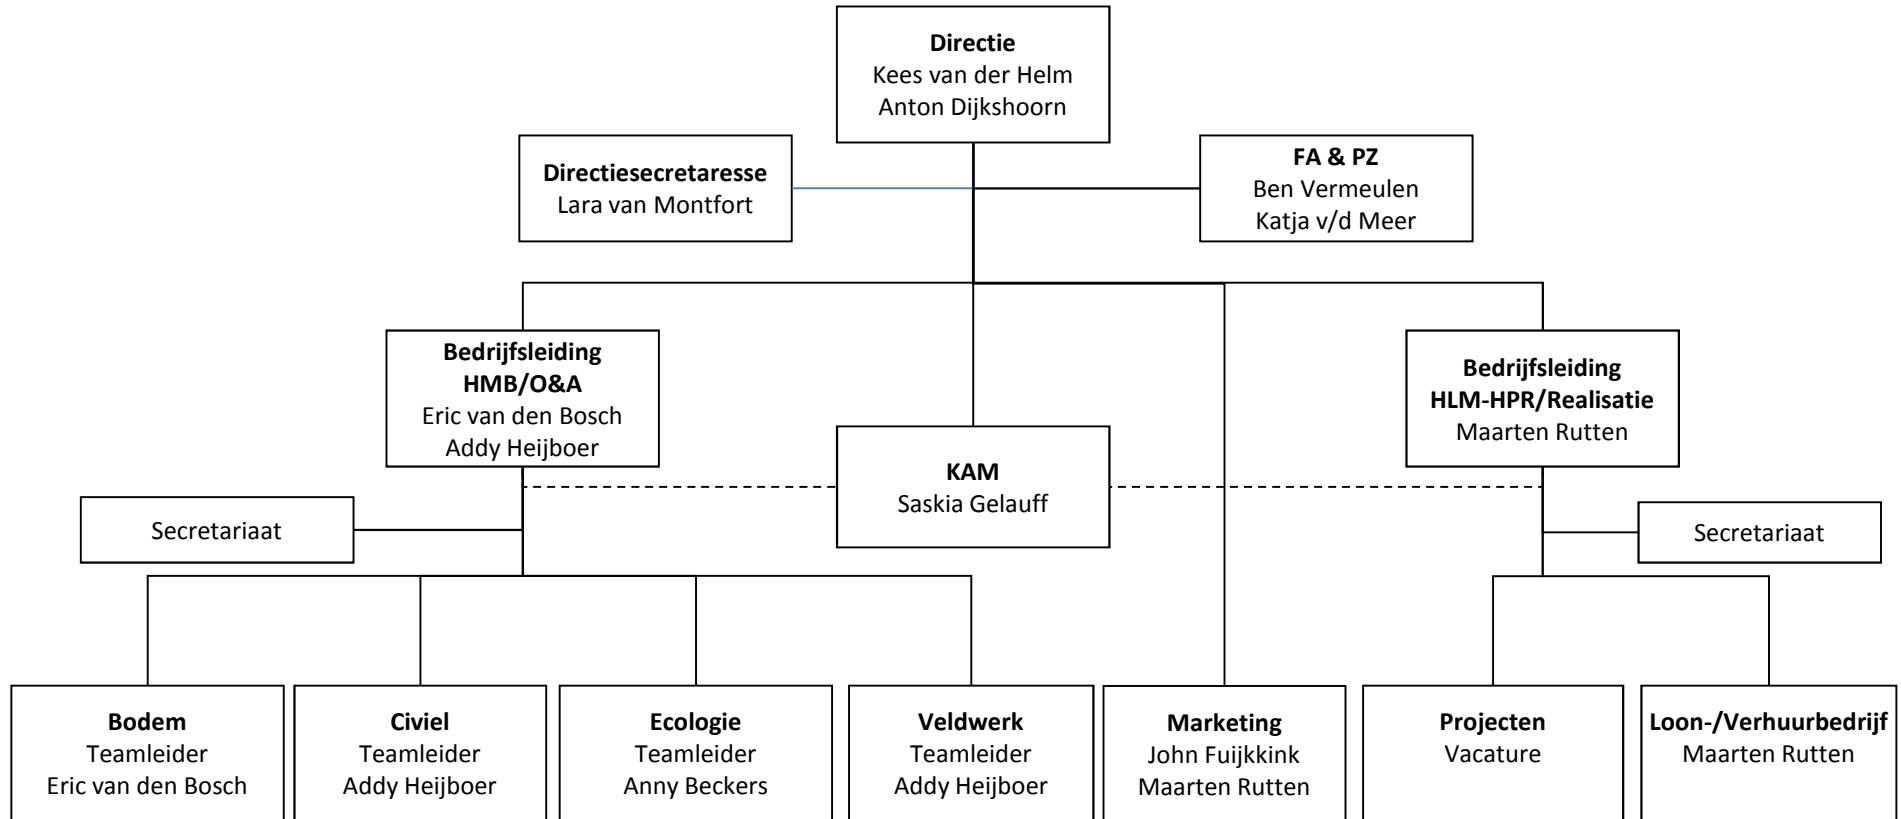 Directie
Kees van der Helm
Anton Dijkshoorn
Directiesecretaresse
Lara van Montfort
FA & PZ
Ben Vermeulen
Katja v/d Meer
Bedrijfsleiding
HMB/O&A
Eric van den Bosch
Addy Heijboer
Bedrijfsleiding
HLM-HPR/Realisatie
Maarten Rutten
KAM
Saskia Gelauff
Secretariaat
Secretariaat
Bodem
Teamleider
Eric van den Bosch
Civiel
Teamleider
Addy Heijboer
Ecologie
Teamleider
Anny Beckers
Veldwerk
Teamleider
Addy Heijboer
Marketing
John Fuijkkink
Maarten Rutten
Projecten
Vacature
Loon-/Verhuurbedrijf
Maarten Rutten